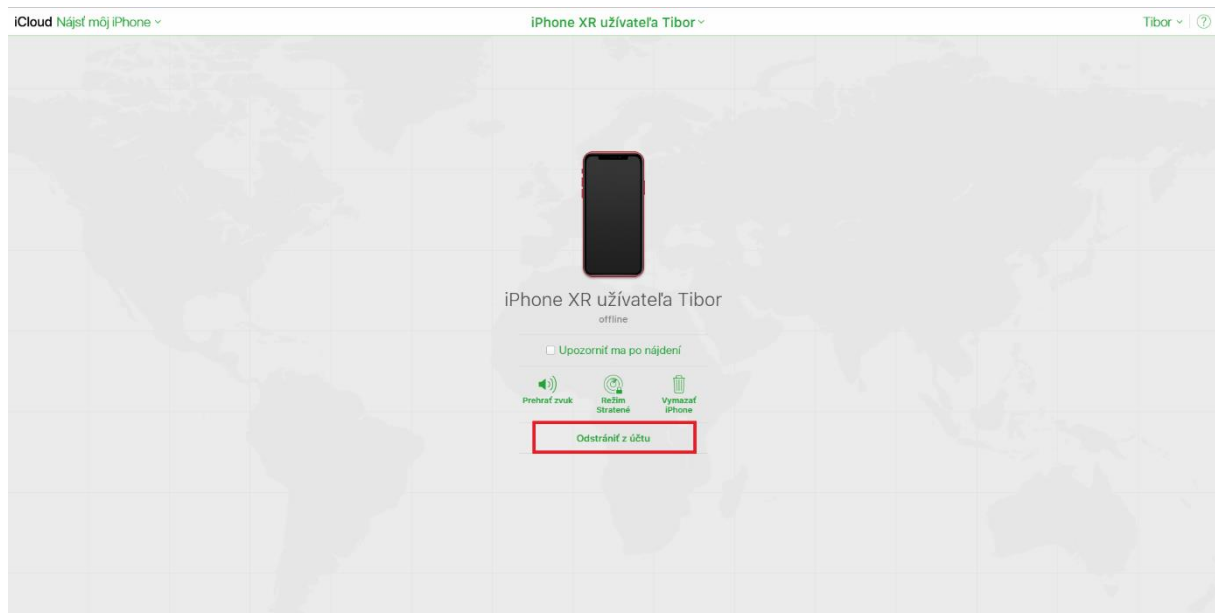 iCloud Nájsť môj iPhone
iPhone XR užívateľa Tibor
Tibor
?
iPhone XR užívateľa Tibor
offline
Upozorniť ma po nájdení
Prehrať zvuk
Režim
Stratené
Vymazať
iPhone
Odstrániť z účtu